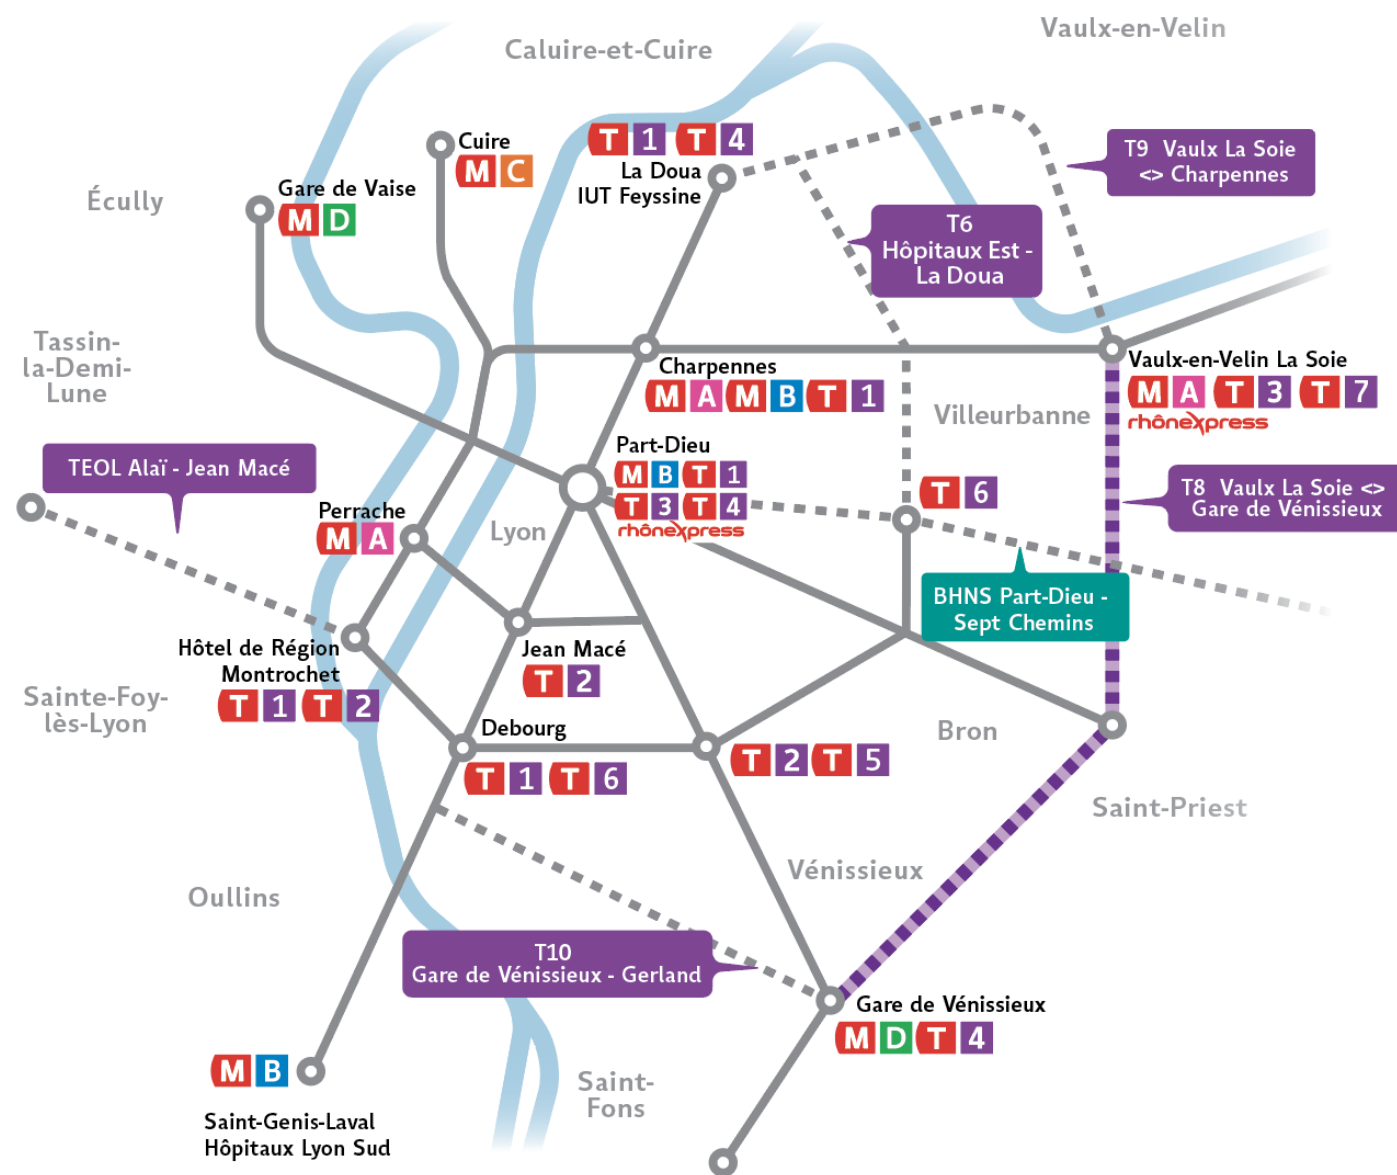 Vaulx-en-Velin
Caluire-et-Cuire
Cuire
M C
T 1 T 4
La Doua
IUT Feyssine
T9 Vaulx La Soie
<> Charpennes
Écully
Gare de Vaise
M D
T6
Hôpitaux Est -
La Doua
Tassin-
la-Demi-
Lune
Charpennes
M A M B T 1
Vaulx-en-Velin La Soie
M A T 3 T 7
rhônexpress
Villeurbanne
TEOL Alaï - Jean Macé
Part-Dieu
M B T 1
T 3 T 4
rhônexpress
T 6
T8 Vaulx La Soie <>
Gare de Vénissieux
Perrache
M A
Lyon
BHNS Part-Dieu -
Sept Chemins
Hôtel de Région
Montrochet
T 1 T 2
Jean Macé
T 2
Sainte-Foy-
lès-Lyon
Debourg
T 1 T 6
T 2 T 5
Bron
Saint-Priest
Vénissieux
Oullins
T10
Gare de Vénissieux - Gerland
Gare de Vénissieux
M D T 4
M B
Saint-Genis-Laval
Hôpitaux Lyon Sud
Saint-
Fons